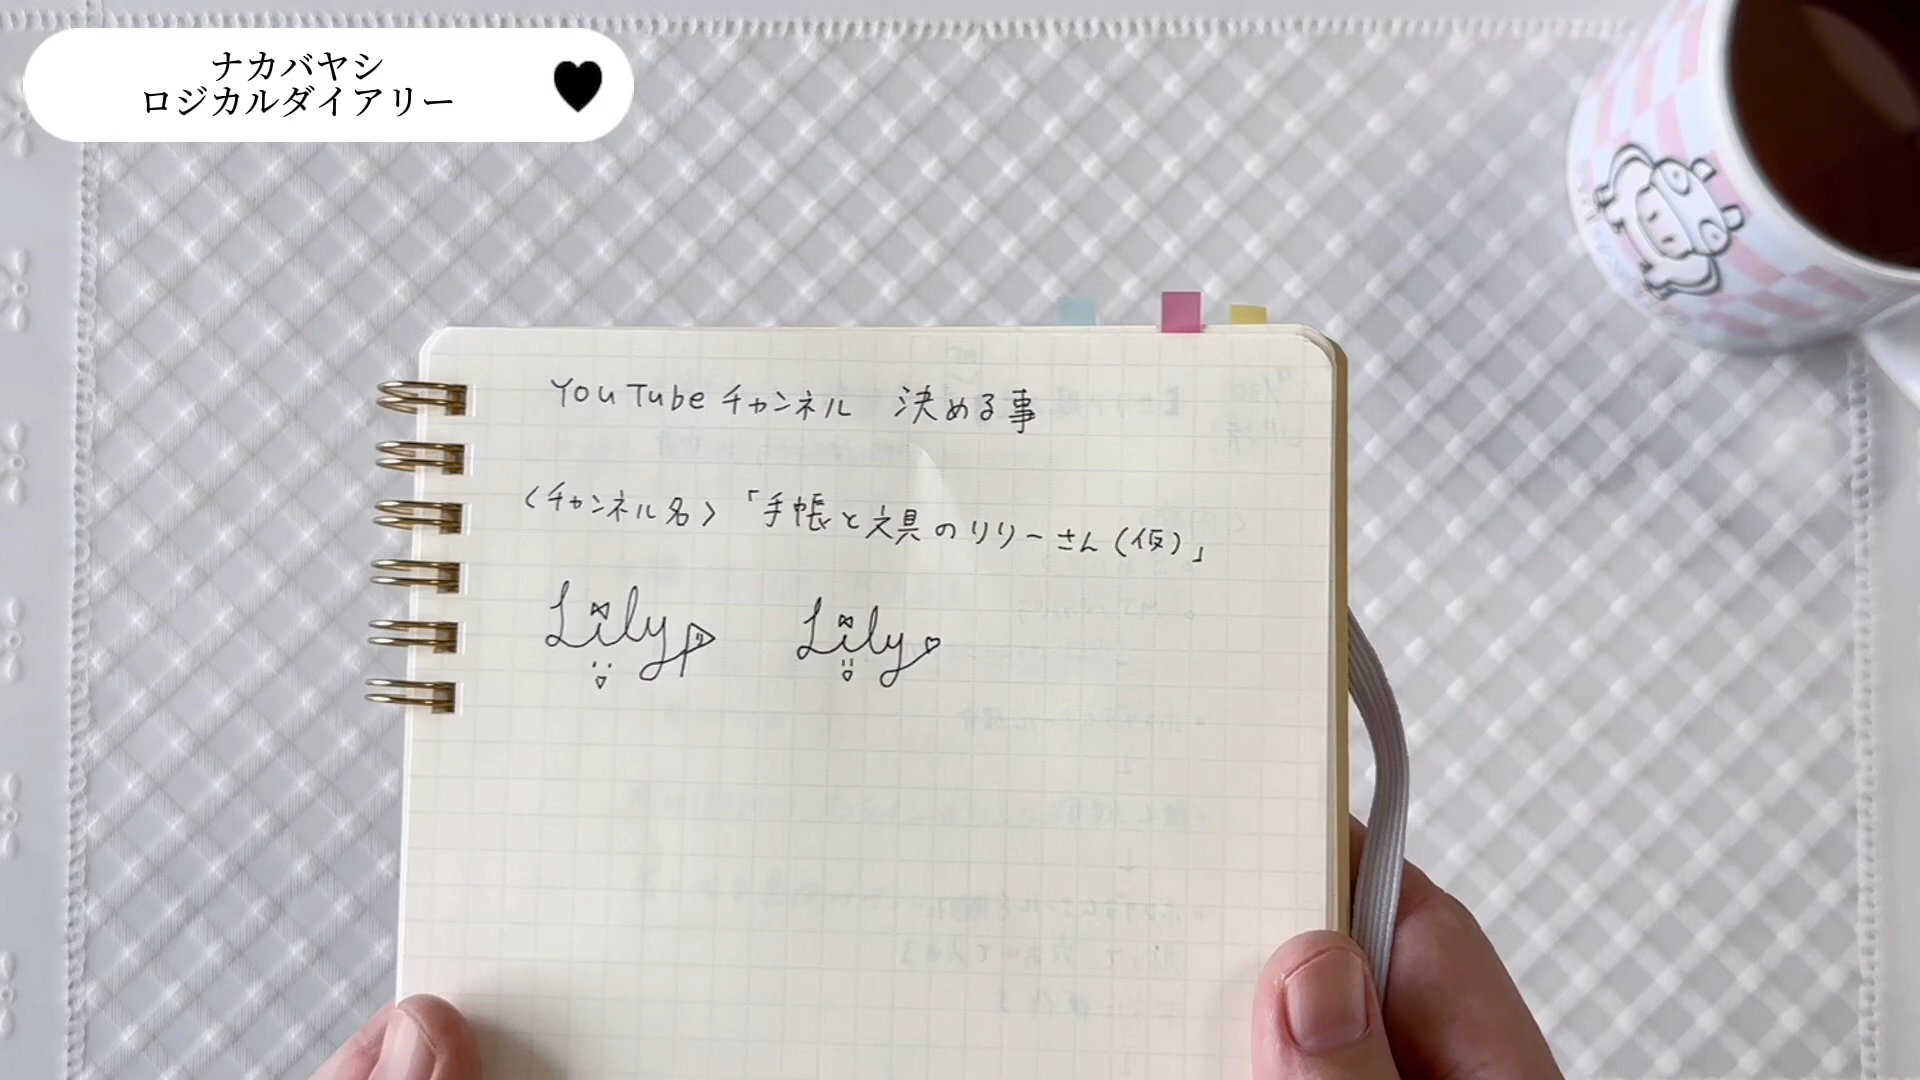 ナカバヤシ
ロジカルダイアリー
YouTubeチャンネル 決める事
〈チャンネル名〉「手帳と文具のリリーさん(仮)」
Lily Lily